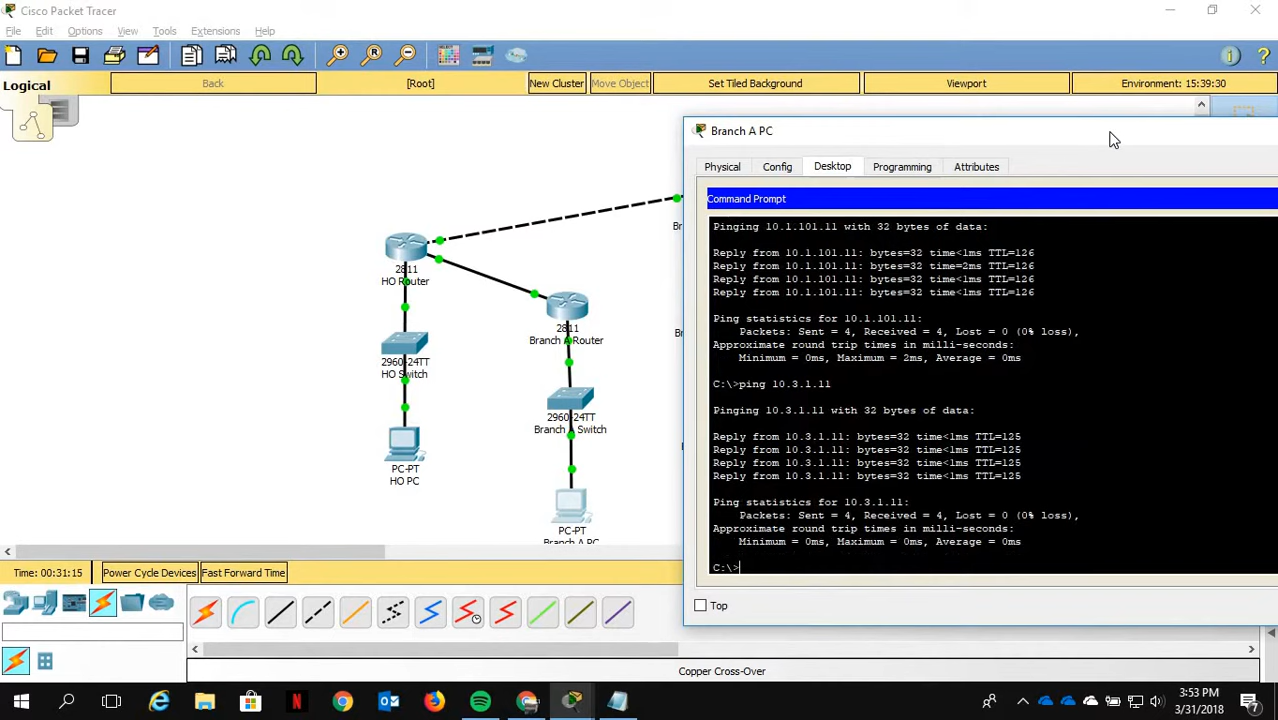 Cisco Packet Tracer
File Edit Options View Tools Extensions Help
Logical Back [Root] New Cluster Move Object Set Tiled Background Viewport Environment: 15:39:30
2811
HO Router
2960-24TT
HO Switch
PC-PT
HO PC
2811
Branch A Router
2960-24TT
Branch A Switch
PC-PT
Branch A PC
Branch A PC
Physical Config Desktop Programming Attributes
Command Prompt
Pinging 10.1.101.11 with 32 bytes of data:
Reply from 10.1.101.11: bytes=32 time<1ms TTL=126
Reply from 10.1.101.11: bytes=32 time=2ms TTL=126
Reply from 10.1.101.11: bytes=32 time<1ms TTL=126
Reply from 10.1.101.11: bytes=32 time<1ms TTL=126
Ping statistics for 10.1.101.11:
Packets: Sent = 4, Received = 4, Lost = 0 (0% loss),
Approximate round trip times in milli-seconds:
Minimum = 0ms, Maximum = 2ms, Average = 0ms
C:\>ping 10.3.1.11
Pinging 10.3.1.11 with 32 bytes of data:
Reply from 10.3.1.11: bytes=32 time<1ms TTL=125
Reply from 10.3.1.11: bytes=32 time<1ms TTL=125
Reply from 10.3.1.11: bytes=32 time<1ms TTL=125
Reply from 10.3.1.11: bytes=32 time<1ms TTL=125
Ping statistics for 10.3.1.11:
Packets: Sent = 4, Received = 4, Lost = 0 (0% loss),
Approximate round trip times in milli-seconds:
Minimum = 0ms, Maximum = 0ms, Average = 0ms
C:\>
Top
Time: 00:31:15 Power Cycle Devices Fast Forward Time
Copper Cross-Over
3:53 PM
3/31/2018